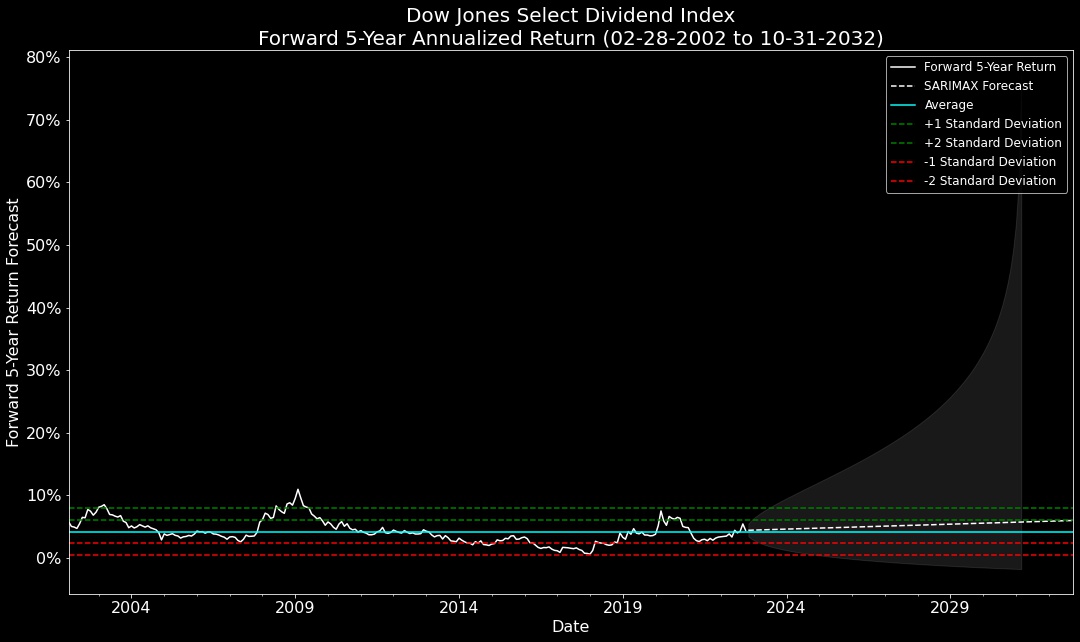 Dow Jones Select Dividend Index
Forward 5-Year Annualized Return (02-28-2002 to 10-31-2032)
Forward 5-Year Return
SARIMAX Forecast
Average
+1 Standard Deviation
+2 Standard Deviation
-1 Standard Deviation
-2 Standard Deviation
Forward 5-Year Return Forecast
80%
70%
60%
50%
40%
30%
20%
10%
0%
2004 2009 2014 2019 2024 2029
Date